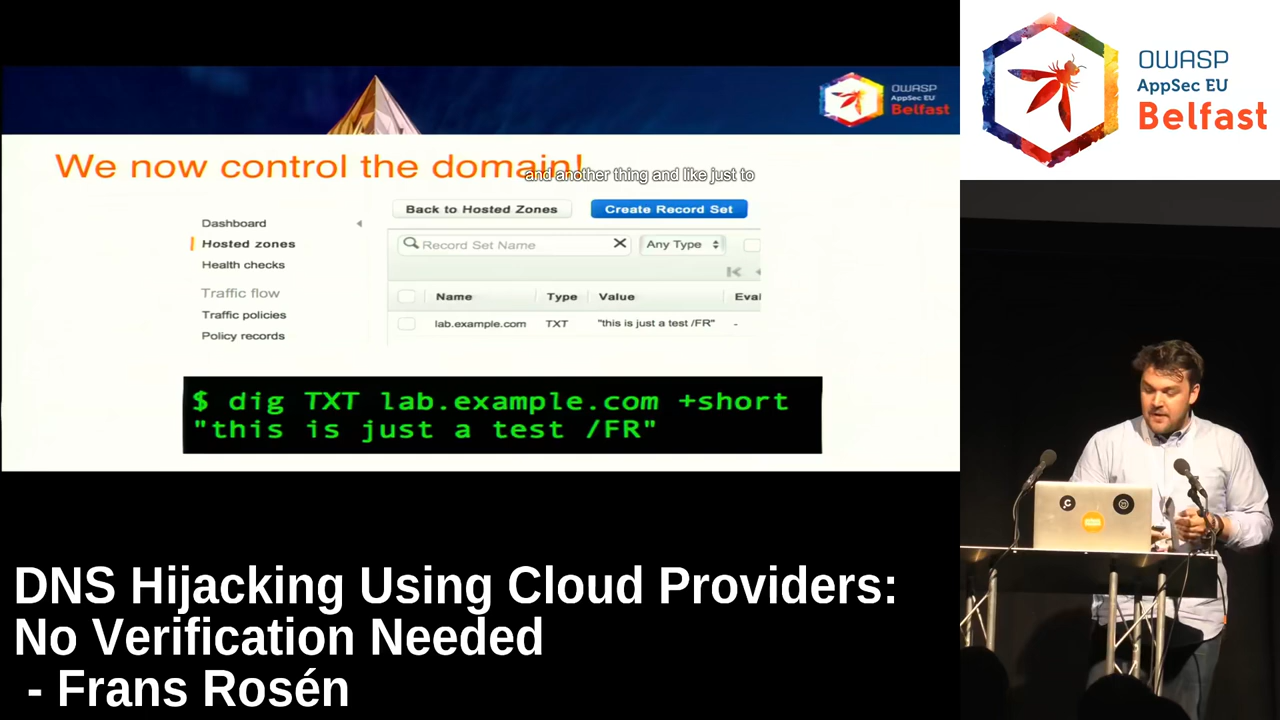 OWASP
AppSec EU
Belfast
OWASP
AppSec EU
Belfast
We now control the domain!
and another thing and like just to
Back to Hosted Zones
Create Record Set
Dashboard
Hosted zones
Health checks
Traffic flow
Traffic policies
Policy records
Record Set Name
Any Type
Name Type Value Eval
lab.example.com TXT "this is just a test /FR" -
$ dig TXT lab.example.com +short
"this is just a test /FR"
DNS Hijacking Using Cloud Providers:
No Verification Needed
- Frans Rosén